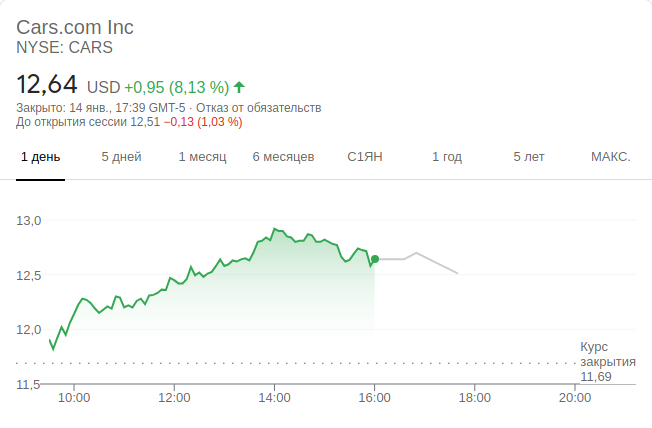 Cars.com Inc
NYSE: CARS
12,64 USD +0,95 (8,13 %)
Закрыто: 14 янв., 17:39 GMT-5 · Отказ от обязательств
До открытия сессии 12,51 −0,13 (1,03 %)
1 день 5 дней 1 месяц 6 месяцев С1ЯН 1 год 5 лет МАКС.
13,0
12,5
12,0
Курс
закрытия
11,69
11,5
10:00 12:00 14:00 16:00 18:00 20:00